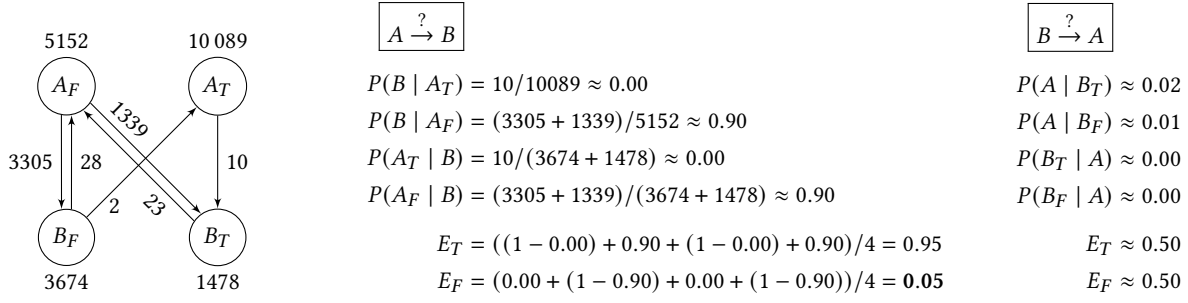 5152
10 089
A_F
A_T
1339
3305
28
10
2
23
B_F
B_T
3674
1478
A →^? B
P(B | A_T) = 10/10089 ≈ 0.00
P(B | A_F) = (3305 + 1339)/5152 ≈ 0.90
P(A_T | B) = 10/(3674 + 1478) ≈ 0.00
P(A_F | B) = (3305 + 1339)/(3674 + 1478) ≈ 0.90
E_T = ((1 − 0.00) + 0.90 + (1 − 0.00) + 0.90)/4 = 0.95
E_F = (0.00 + (1 − 0.90) + 0.00 + (1 − 0.90))/4 = 0.05
B →^? A
P(A | B_T) ≈ 0.02
P(A | B_F) ≈ 0.01
P(B_T | A) ≈ 0.00
P(B_F | A) ≈ 0.00
E_T ≈ 0.50
E_F ≈ 0.50